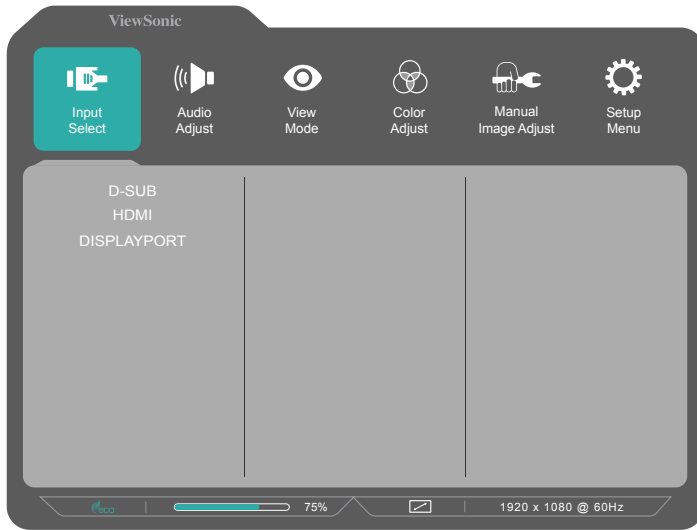 ViewSonic
Input
Select
Audio
Adjust
View
Mode
Color
Adjust
Manual
Image Adjust
Setup
Menu
D-SUB
HDMI
DISPLAYPORT
eco
75%
1920 x 1080 @ 60Hz